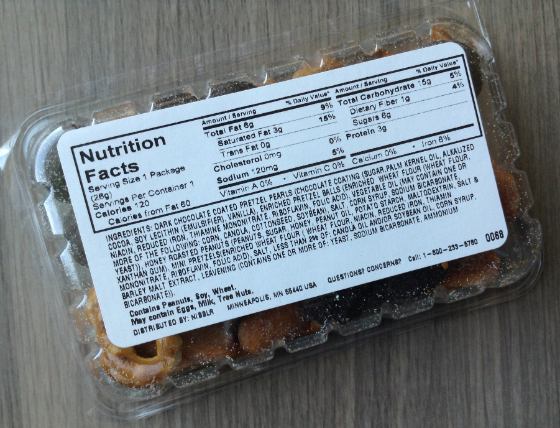 Nutrition
Facts
Serving Size 1 Package
(28g)
Servings Per Container 1
Calories 120
Calories from Fat 60
Amount / Serving % Daily Value*
Total Fat 6g 9%
Saturated Fat 3g 15%
Trans Fat 0g
Cholesterol 0mg 0%
Sodium 120mg 5%
Amount / Serving % Daily Value*
Total Carbohydrate 15g 5%
Dietary Fiber 1g 4%
Sugars 6g
Protein 3g
Vitamin A 0% • Vitamin C 0% • Calcium 0% • Iron 6%
INGREDIENTS: DARK CHOCOLATE COATED PRETZEL PEARLS (CHOCOLATE COATING (SUGAR, PALM KERNEL OIL, ALKALIZED
COCOA, SOY LECITHIN (EMULSIFIER), VANILLA), ENRICHED PRETZEL BALLS (ENRICHED WHEAT FLOUR (WHEAT FLOUR,
NIACIN, REDUCED IRON, THIAMINE MONONITRATE, RIBOFLAVIN, FOLIC ACID), VEGETABLE OIL (MAY CONTAIN ONE OR
MORE OF THE FOLLOWING: CORN, CANOLA, COTTONSEED, SOYBEAN), SALT, CORN SYRUP, SODIUM BICARBONATE,
YEAST)), HONEY ROASTED PEANUTS (PEANUTS, SUGAR, HONEY, PEANUT OIL, POTATO STARCH, MALTODEXTRIN, SALT &
XANTHAN GUM), MINI PRETZELS (ENRICHED WHEAT FLOUR (WHEAT FLOUR, NIACIN, REDUCED IRON, THIAMINE
MONONITRATE, RIBOFLAVIN, FOLIC ACID), SALT, LESS THAN 2% OF CANOLA OIL AND/OR SOYBEAN OIL, CORN SYRUP,
BARLEY MALT EXTRACT, LEAVENING (CONTAINS ONE OR MORE OF: YEAST, SODIUM BICARBONATE, AMMONIUM
BICARBONATE)).
Contains Peanuts, Soy, Wheat.
May contain Eggs, Milk, Tree Nuts.
DISTRIBUTED BY: NIBBLR MINNEAPOLIS, MN 55440 USA QUESTIONS? CONCERNS? Call: 1-800-233-6780 0068